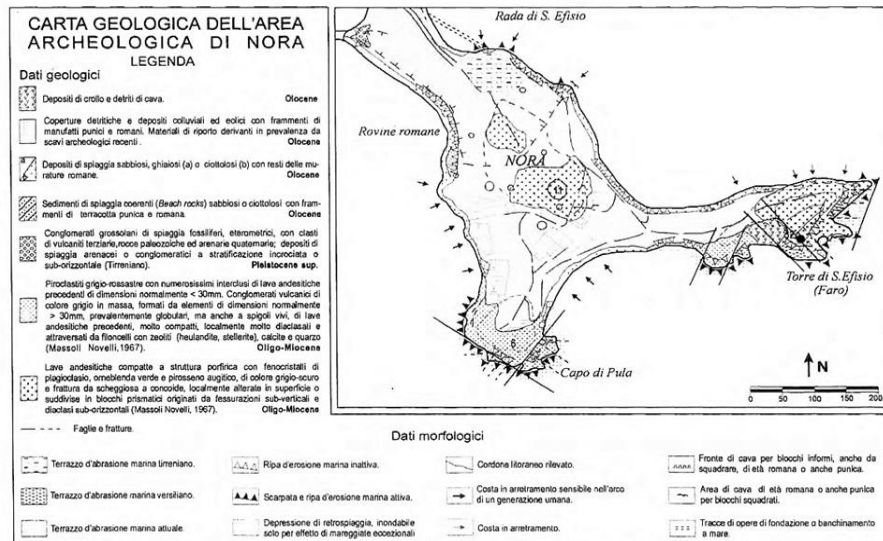 CARTA GEOLOGICA DELL'AREA
ARCHEOLOGICA DI NORA
LEGENDA
Dati geologici
Depositi di crollo e detriti di cava. Olocene
Coperture detritiche e depositi colluviali ed eolici con frammenti di
manufatti punici e romani. Materiali di riporto derivanti in prevalenza da
scavi archeologici recenti. Olocene
Depositi di spiaggia sabbiosi, ghiaiosi (a) o ciottolosi (b) con resti delle mu-
rature romane. Olocene
Sedimenti di spiaggia coerenti (Beach rocks) sabbiosi o ciottolosi con fram-
menti di terracotta punica e romana. Olocene
Conglomerati grossolani di spiaggia fossiliferi, eterometrici, con clasti
di vulcaniti terziarie,rocce paleozoiche ed arenarie quaternarie; depositi di
spiaggia arenacei o conglomeratici a stratificazione incrociata o
sub-orizzontale (Tirreniano). Pleistocene sup.
Piroclastiti grigio-rossastre con numerosissimi interclusi di lave andesitiche
precedenti di dimensioni normalmente < 30mm. Conglomerati vulcanici di
colore grigio in massa, formati da elementi di dimensioni normalmente
> 30mm, prevalentemente globulari, ma anche a spigoli vivi, di lave
andesitiche precedenti, molto compatti, localmente molto diaclasati e
attraversati da filoncelli con zeoliti (heulandite, stellerite), calcite e quarzo
(Massoli Novelli,1967). Oligo-Miocene
Lave andesitiche compatte a struttura porfirica con fenocristalli di
plagioclasio, orneblenda verde e pirosseno augitico, di colore grigio-scuro
e frattura da scheggiosa a concoide, localmente alterate in superficie o
suddivise in blocchi prismatici originati da fessurazioni sub-verticali e
diaclasi sub-orizzontali (Massoli Novelli, 1967). Oligo-Miocene
Faglie e fratture.
Rada di S. Efisio
Rovine romane
NORA
Torre di S.Efisio
(Faro)
6
Capo di Pula
N
0 50 100 150 200
Dati morfologici
Terrazzo d'abrasione marina tirreniano.
Terrazzo d'abrasione marina versiliano.
Terrazzo d'abrasione marina attuale.
Ripa d'erosione marina inattiva.
Scarpata e ripa d'erosione marina attiva.
Depressione di retrospiaggia, inondabile
solo per effetto di mareggiate eccezionali
Cordone litoraneo rilevato.
Costa in arretramento sensibile nell'arco
di un generazione umana.
Costa in arretramento.
Fronte di cava per blocchi informi, anche da
squadrare, di età romana o anche punica.
Area di cava di età romana o anche punica
per blocchi squadrati.
Tracce di opere di fondazione o banchinamento
a mare.